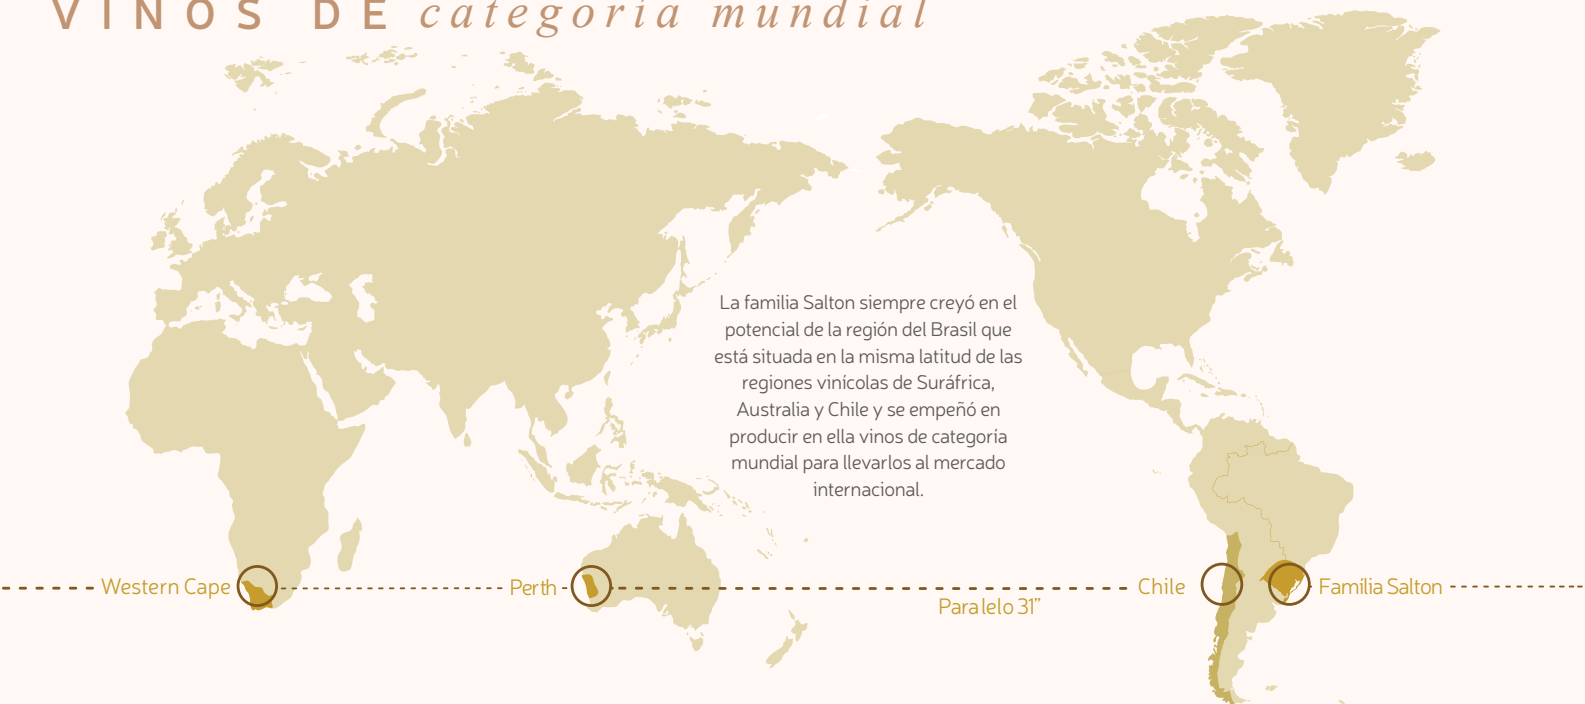 VINOS DE categoría mundial
La familia Salton siempre creyó en el
potencial de la región del Brasil que
está situada en la misma latitud de las
regiones vinícolas de Suráfrica,
Australia y Chile y se empeñó en
producir en ella vinos de categoría
mundial para llevarlos al mercado
internacional.
Western Cape
Perth
Chile
Família Salton
Paralelo 31”